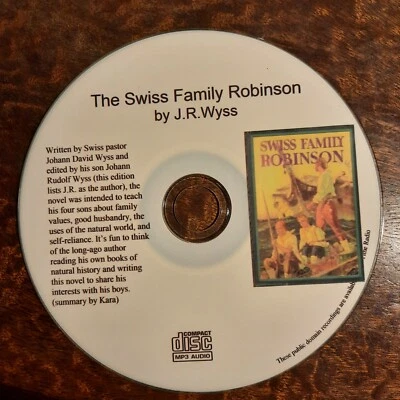 The Swiss Family Robinson
by J.R.Wyss
Written by Swiss pastor
Johann David Wyss and
edited by his son Johann
Rudolf Wyss (this edition
lists J.R. as the author), the
novel was intended to teach
his four sons about family
values, good husbandry, the
uses of the natural world, and
self-reliance. It's fun to think
of the long-ago author
reading his own books of
natural history and writing
this novel to share his
interests with his boys.
(summary by Kara)
SWISS FAMILY
ROBINSON
COMPACT
disc
MP3 AUDIO
These public domain recordings are available
Radio